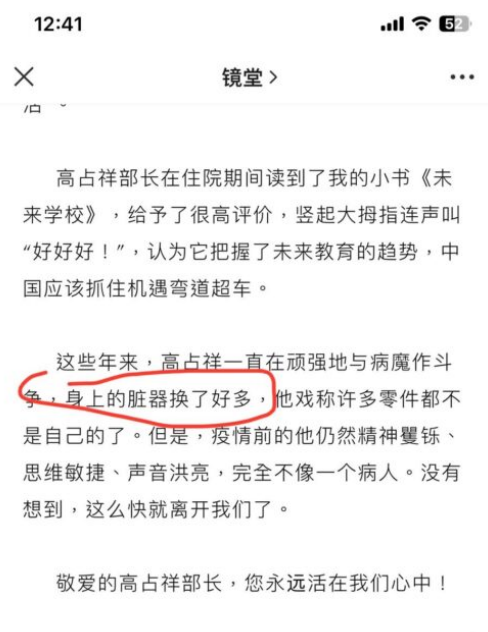 12:41
52
镜堂
活”。
高占祥部长在住院期间读到了我的小书《未
来学校》，给予了很高评价，竖起大拇指连声叫
“好好好！”，认为它把握了未来教育的趋势，中
国应该抓住机遇弯道超车。
这些年来，高占祥一直在顽强地与病魔作斗
争，身上的脏器换了好多，他戏称许多零件都不
是自己的了。但是，疫情前的他仍然精神矍铄、
思维敏捷、声音洪亮，完全不像一个病人。没有
想到，这么快就离开我们了。
敬爱的高占祥部长，您永远活在我们心中！